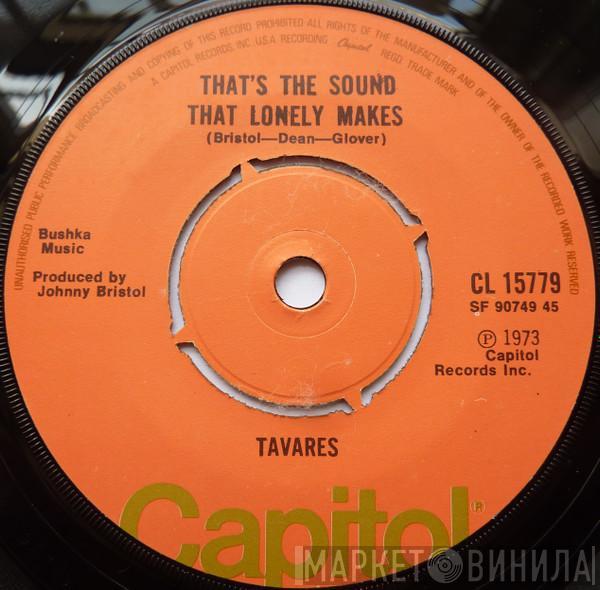 UNAUTHORISED PUBLIC PERFORMANCE BROADCASTING AND COPYING OF THIS RECORD PROHIBITED ALL RIGHTS OF THE MANUFACTURER AND OF THE OWNER OF THE RECORDED WORK RESERVED
A CAPITOL RECORDS INC. U.S.A RECORDING
Capitol
REGD TRADE MARK
THAT'S THE SOUND
THAT LONELY MAKES
(Bristol—Dean—Glover)
Bushka
Music
Produced by
Johnny Bristol
CL 15779
SF 90749 45
Ⓟ 1973
Capitol
Records Inc.
TAVARES
Capitol®
МАРКЕТ ВИНИЛА